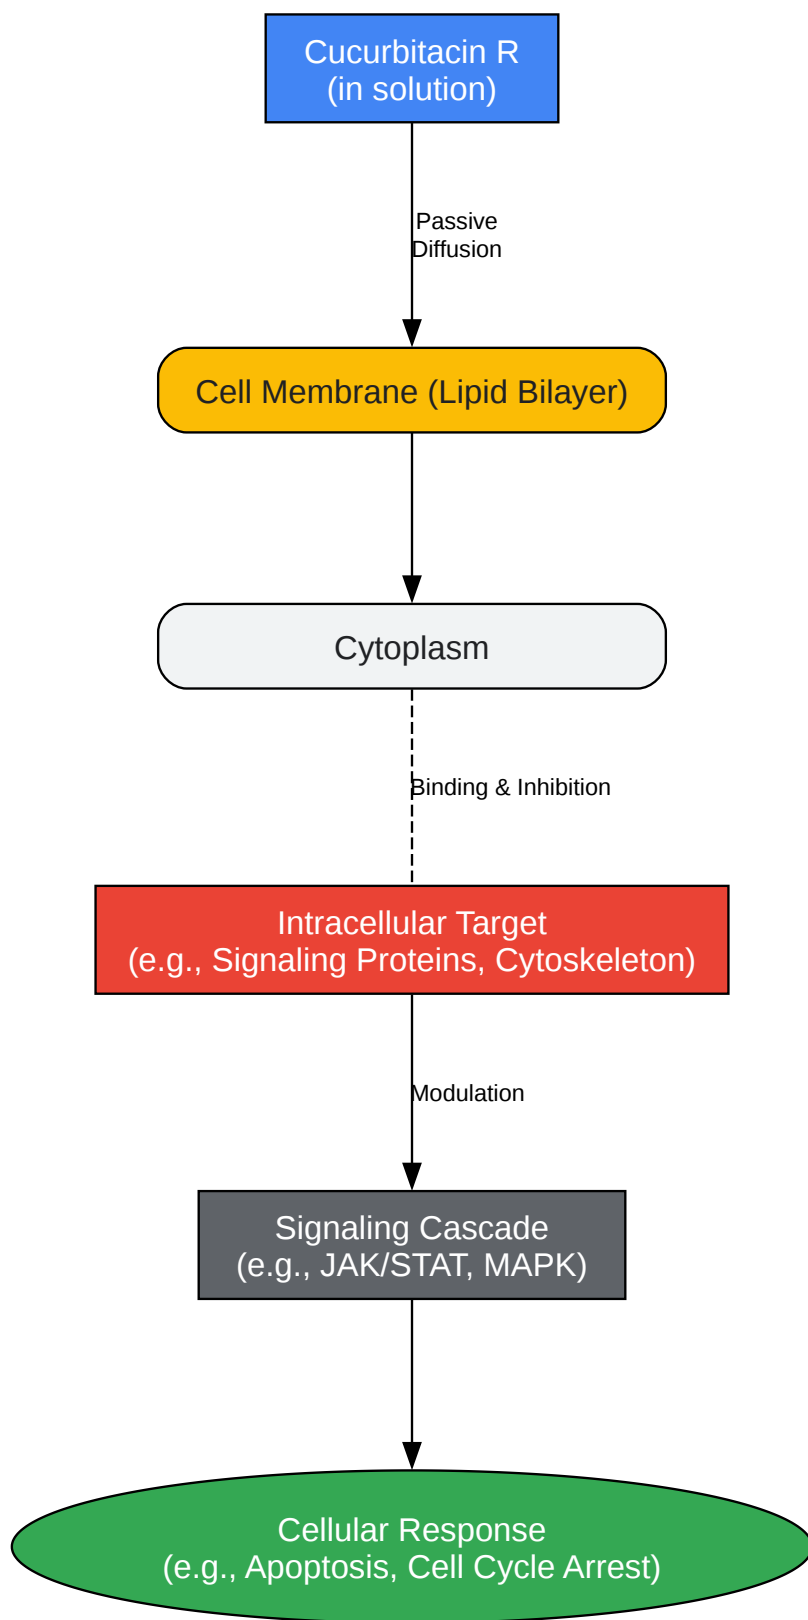 Cucurbitacin R
(in solution)
Passive
Diffusion
Cell Membrane (Lipid Bilayer)
Cytoplasm
Binding & Inhibition
Intracellular Target
(e.g., Signaling Proteins, Cytoskeleton)
Modulation
Signaling Cascade
(e.g., JAK/STAT, MAPK)
Cellular Response
(e.g., Apoptosis, Cell Cycle Arrest)